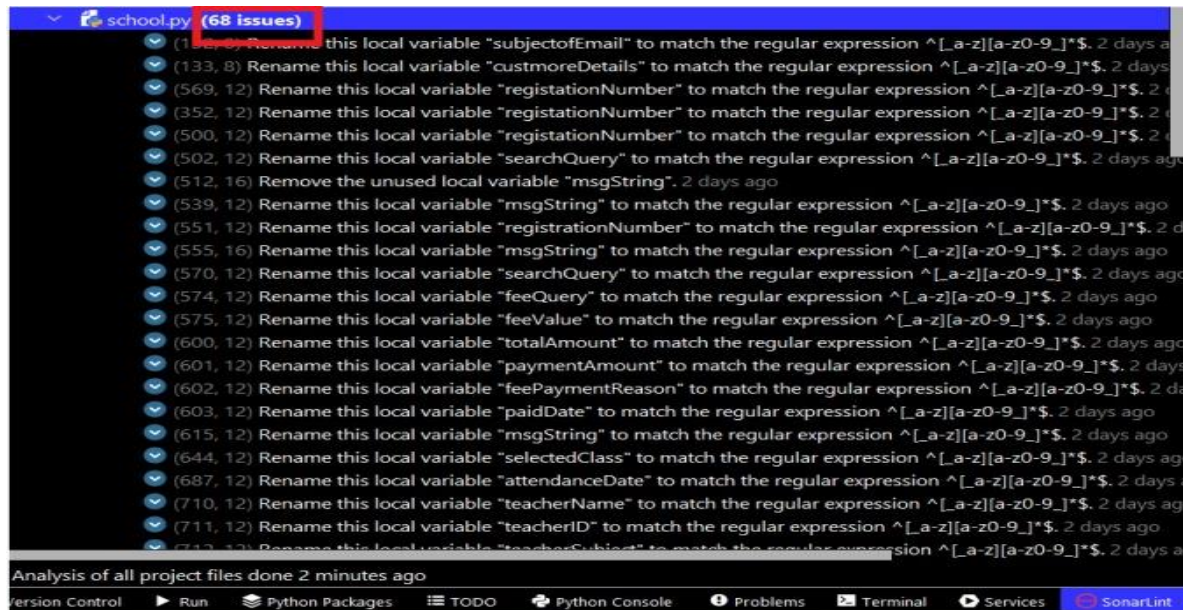 school.py (68 issues)
Rename this local variable "subjectofEmail" to match the regular expression ^[_a-z][a-z0-9_]*$. 2 days a
(133, 8) Rename this local variable "custmoreDetails" to match the regular expression ^[_a-z][a-z0-9_]*$. 2 days
(569, 12) Rename this local variable "registationNumber" to match the regular expression ^[_a-z][a-z0-9_]*$. 2
(352, 12) Rename this local variable "registationNumber" to match the regular expression ^[_a-z][a-z0-9_]*$. 2
(500, 12) Rename this local variable "registationNumber" to match the regular expression ^[_a-z][a-z0-9_]*$. 2
(502, 12) Rename this local variable "searchQuery" to match the regular expression ^[_a-z][a-z0-9_]*$. 2 days ago
(512, 16) Remove the unused local variable "msgString". 2 days ago
(539, 12) Rename this local variable "msgString" to match the regular expression ^[_a-z][a-z0-9_]*$. 2 days ago
(551, 12) Rename this local variable "registrationNumber" to match the regular expression ^[_a-z][a-z0-9_]*$. 2 d
(555, 16) Rename this local variable "msgString" to match the regular expression ^[_a-z][a-z0-9_]*$. 2 days ago
(570, 12) Rename this local variable "searchQuery" to match the regular expression ^[_a-z][a-z0-9_]*$. 2 days ago
(574, 12) Rename this local variable "feeQuery" to match the regular expression ^[_a-z][a-z0-9_]*$. 2 days ago
(575, 12) Rename this local variable "feeValue" to match the regular expression ^[_a-z][a-z0-9_]*$. 2 days ago
(600, 12) Rename this local variable "totalAmount" to match the regular expression ^[_a-z][a-z0-9_]*$. 2 days ago
(601, 12) Rename this local variable "paymentAmount" to match the regular expression ^[_a-z][a-z0-9_]*$. 2 days
(602, 12) Rename this local variable "feePaymentReason" to match the regular expression ^[_a-z][a-z0-9_]*$. 2 da
(603, 12) Rename this local variable "paidDate" to match the regular expression ^[_a-z][a-z0-9_]*$. 2 days ago
(615, 12) Rename this local variable "msgString" to match the regular expression ^[_a-z][a-z0-9_]*$. 2 days ago
(644, 12) Rename this local variable "selectedClass" to match the regular expression ^[_a-z][a-z0-9_]*$. 2 days ag
(687, 12) Rename this local variable "attendanceDate" to match the regular expression ^[_a-z][a-z0-9_]*$. 2 days
(710, 12) Rename this local variable "teacherName" to match the regular expression ^[_a-z][a-z0-9_]*$. 2 days ag
(711, 12) Rename this local variable "teacherID" to match the regular expression ^[_a-z][a-z0-9_]*$. 2 days ago
Rename this local variable "teacherSubject" to match the regular expression ^[_a-z][a-z0-9_]*$. 2 days a
Analysis of all project files done 2 minutes ago
Version Control Run Python Packages TODO Python Console Problems Terminal Services SonarLint